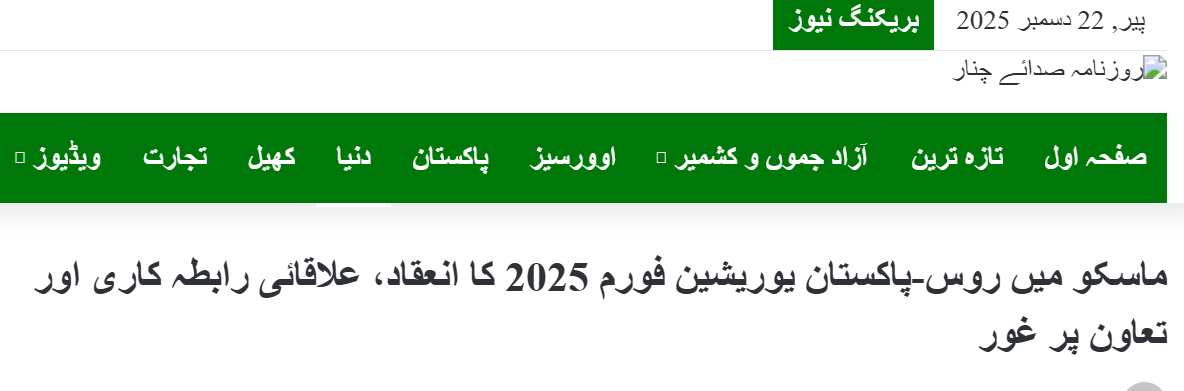 پیر, 22 دسمبر 2025
بریکنگ نیوز
روزنامہ صدائے چنار
صفحہ اول تازہ ترین آزاد جموں و کشمیر اوورسیز پاکستان دنیا کھیل تجارت ویڈیوز
ماسکو میں روس-پاکستان یوریشین فورم 2025 کا انعقاد، علاقائی رابطہ کاری اور
تعاون پر غور